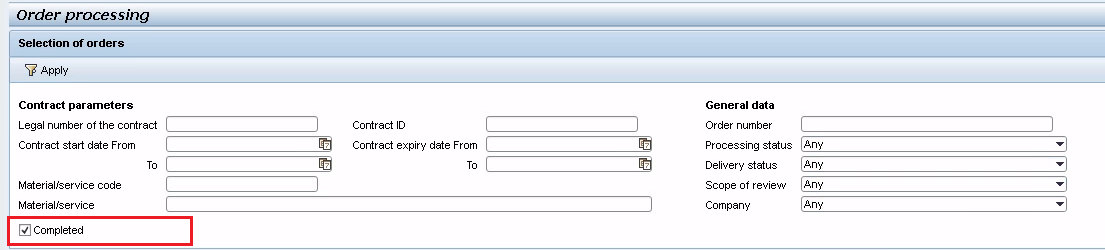 Order processing
Selection of orders
Apply
Contract parameters General data
Legal number of the contract Contract ID Order number
Contract start date From Contract expiry date From Processing status Any
To To Delivery status Any
Material/service code Scope of review Any
Material/service Company Any
Completed